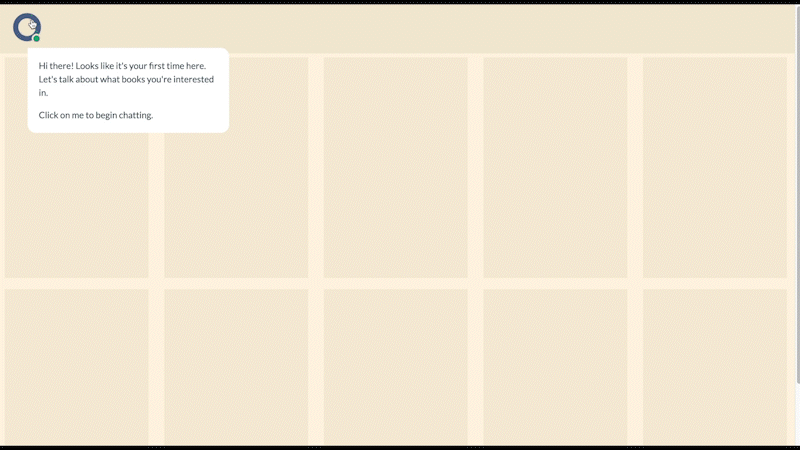 Hi there! Looks like it's your first time here.
Let's talk about what books you're interested
in.
Click on me to begin chatting.